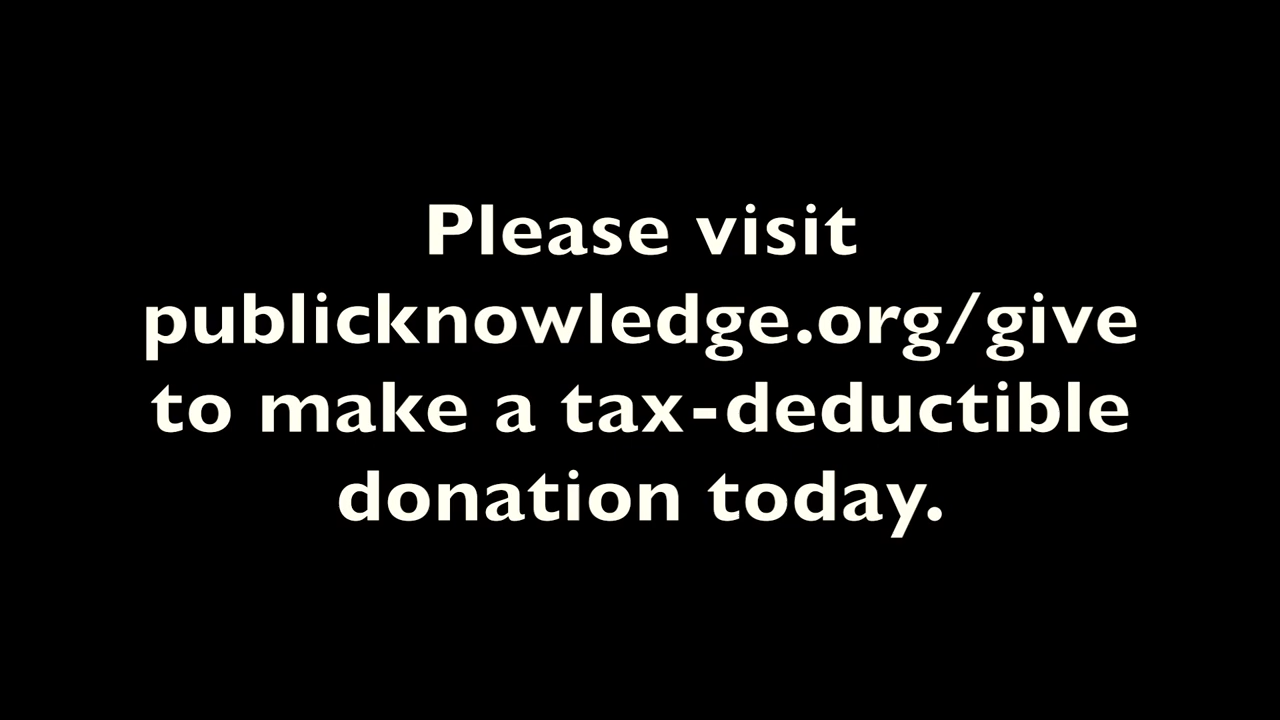 Please visit
publicknowledge.org/give
to make a tax-deductible
donation today.